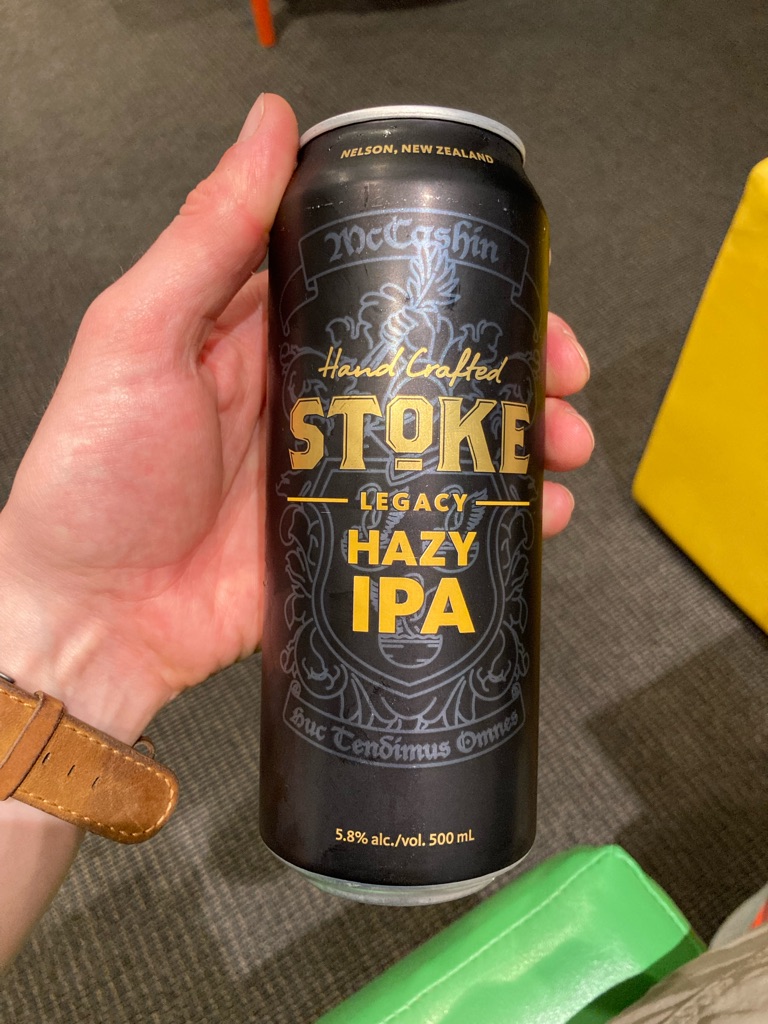 NELSON, NEW ZEALAND
McCashin
Hand Crafted
STOKE
LEGACY
HAZY
IPA
Huc Tendimus Omnes
5.8% alc./vol. 500 mL